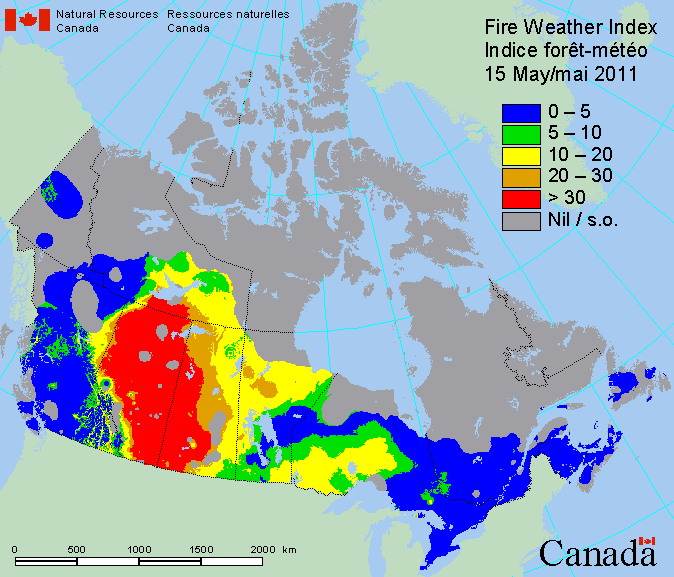 Natural Resources Ressources naturelles
Canada Canada
Fire Weather Index
Indice forêt-météo
15 May/mai 2011
0 – 5
5 – 10
10 – 20
20 – 30
> 30
Nil / s.o.
0 500 1000 1500 2000 km
Canada